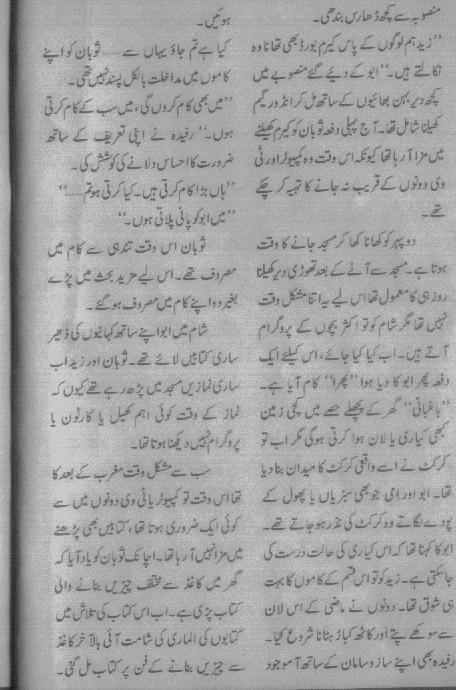 منصوبہ سے کچھ ڈھارس بندھی۔
”زید ہم لوگوں کے پاس کیرم بورڈ بھی تھا نا وہ
نکالتے ہیں۔“ ابو کے دیئے گئے منصوبے میں
کچھ دیر بہن بھائیوں کے ساتھ مل کر انڈور گیم
کھیلنا شامل تھا۔ آج پہلی دفعہ ثوبان کو کیرم کھیلنے
میں مزا آ رہا تھا کیونکہ اس وقت وہ کمپیوٹر اور ٹی
وی دونوں کے قریب نہ جانے کا تہیہ کر چکے
تھے۔
دوپہر کو کھانا کھا کر مسجد جانے کا وقت
ہوتا ہے۔ مسجد سے آنے کے بعد تھوڑی دیر کھیلنا
روز ہی کا معمول تھا اس لیے یہ اتنا مشکل وقت
نہیں تھا مگر شام کو تو اکثر بچوں کے پروگرام
آتے ہیں۔ اب کیا کیا جائے، اس کیلئے ایک
دفعہ پھر ابو کا دیا ہوا ”پھرا“ کام آیا ہے۔
”باغبانی“ گھر کے پچھلے حصے میں کچی زمین
کبھی کیاری یا لان ہوا کرتی ہوگی مگر اب تو
کرکٹ نے اسے واقعی کرکٹ کا میدان بنا دیا
تھا۔ ابو اور امی جو بھی سبزیاں یا پھول کے
پودے لگاتے وہ کرکٹ کی نذر ہو جاتے تھے۔
ابو کا کہنا تھا کہ اس کیاری کی حالت درست کی
جاسکتی ہے۔ زید کو تو اس قسم کے کاموں کا بہت
ہی شوق تھا۔ دونوں نے ماضی کے اس لان
سے سوکھے پتے اور کاٹھ کباڑ ہٹانا شروع کیا۔
رفیدہ بھی اپنے ساز و سامان کے ساتھ آ موجود
ہوئیں۔
کیا ہے تم جاؤ یہاں سے...... ثوبان کو اپنے
کاموں میں مداخلت بالکل پسند نہیں تھی۔
”میں بھی کام کروں گی، میں سب کے کام کرتی
ہوں۔“ رفیدہ نے اپنی تعریف کے ساتھ
ضرورت کا احساس دلانے کی کوشش کی۔
”ہاں بڑا کام کرتی ہیں۔ کیا کرتی ہو تم.....“
”میں ابو کو پانی پلاتی ہوں۔“
ثوبان اس وقت تندہی سے کام میں
مصروف تھے۔ اس لیے مزید بحث میں پڑے
بغیر وہ اپنے کام میں مصروف ہوگئے۔
شام میں ابو اپنے ساتھ کہانیوں کی ڈھیر
ساری کتابیں لائے تھے۔ ثوبان اور زید اب
ساری نمازیں مسجد میں پڑھ رہے تھے کیوں کہ
نماز کے وقت کوئی اہم کھیل یا کارٹون یا
پروگرام نہیں دیکھنا ہوتا تھا۔
سب سے مشکل وقت مغرب کے بعد کا
تھا اس وقت تو کمپیوٹر یا ٹی وی دونوں میں سے
کوئی ایک ضروری ہوتا تھا، کتابیں بھی پڑھنے
میں مزا نہیں آ رہا تھا۔ اچانک ثوبان کو یاد آیا کہ
گھر میں کاغذ سے مختلف چیزیں بنانے والی
کتاب پڑی ہے۔ اب اس کتاب کی تلاش میں
کتابوں کی الماری کی شامت آئی بالآخر کاغذ
سے چیزیں بنانے کے فن پر کتاب مل گئی۔